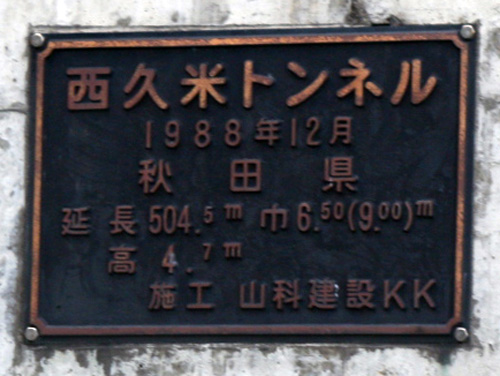 西久米トンネル
1988年12月
秋田県
延長504.5m 巾6.50(9.00)m
高 4.7m
施工 山科建設KK